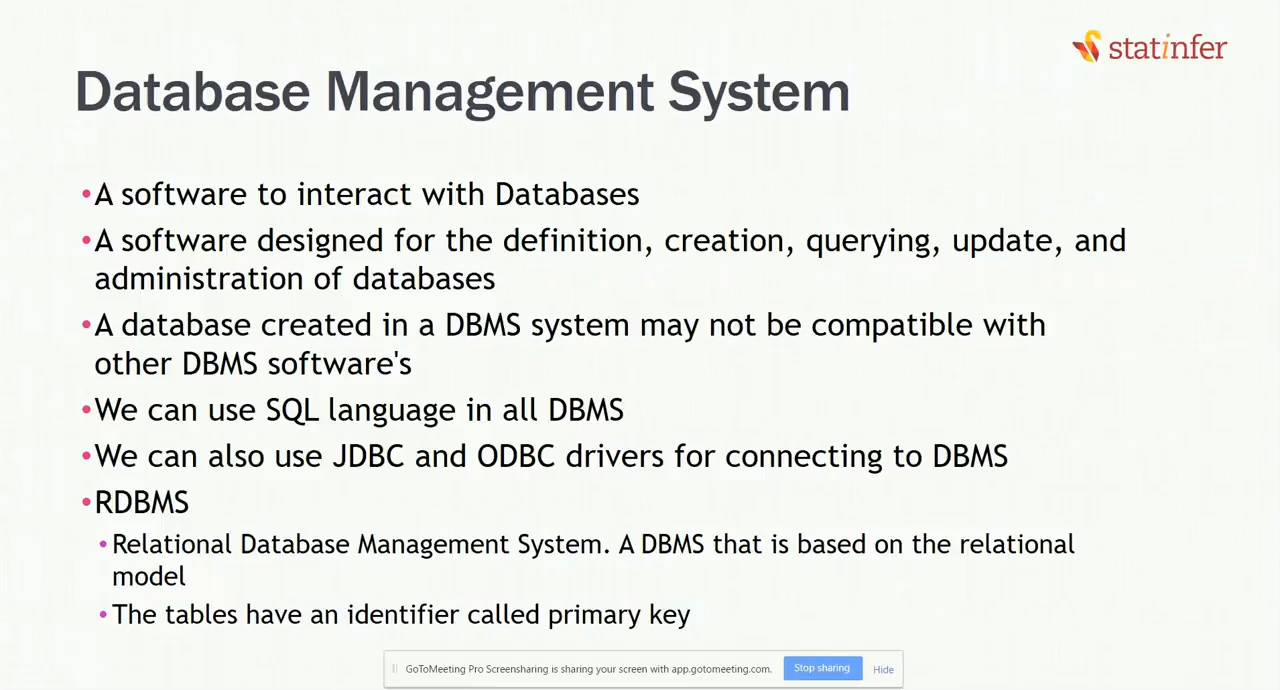 statinfer
Database Management System
•A software to interact with Databases
•A software designed for the definition, creation, querying, update, and
administration of databases
•A database created in a DBMS system may not be compatible with
other DBMS software's
•We can use SQL language in all DBMS
•We can also use JDBC and ODBC drivers for connecting to DBMS
•RDBMS
•Relational Database Management System. A DBMS that is based on the relational
model
•The tables have an identifier called primary key
GoToMeeting Pro Screensharing is sharing your screen with app.gotomeeting.com. Stop sharing Hide